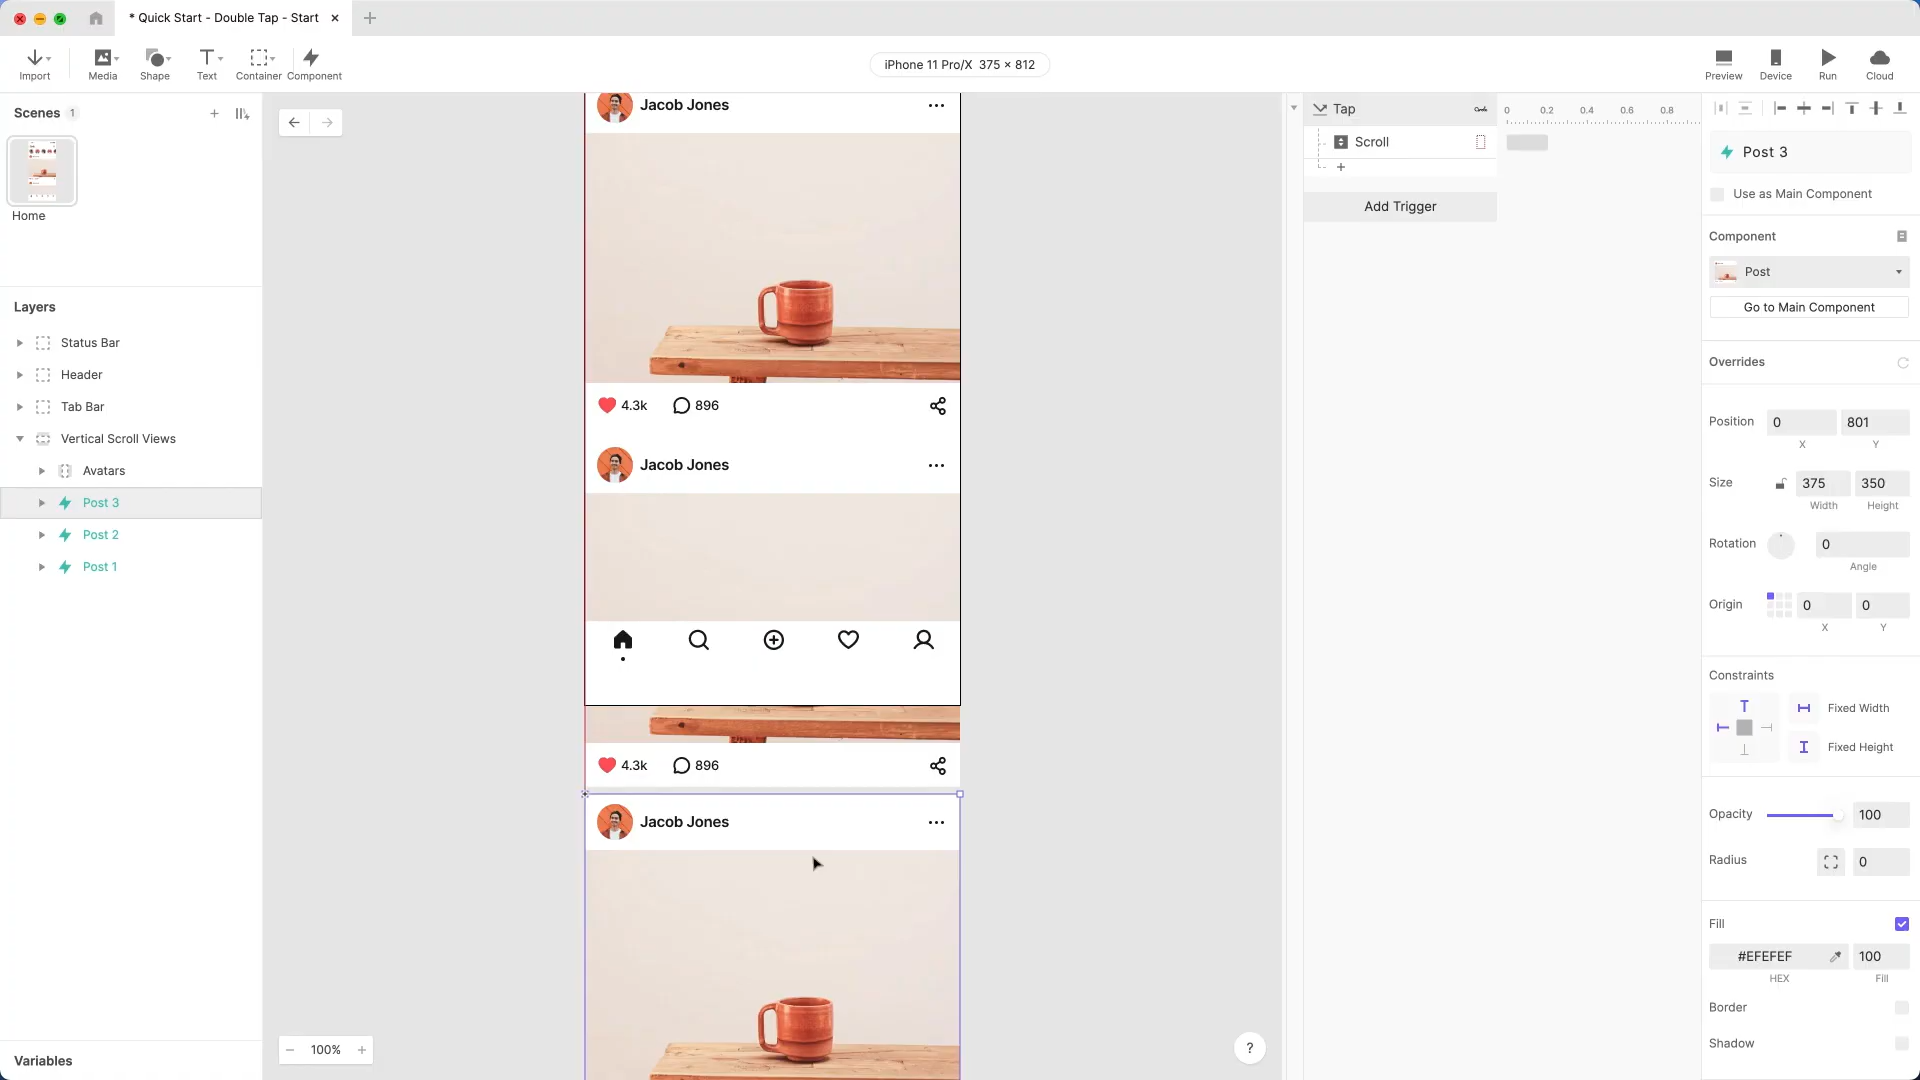 * Quick Start - Double Tap - Start
Import
Media
Shape
Text
Container
Component
iPhone 11 Pro/X 375 × 812
Preview
Device
Run
Cloud
Scenes 1
Home
Layers
Status Bar
Header
Tab Bar
Vertical Scroll Views
Avatars
Post 3
Post 2
Post 1
Variables
Jacob Jones
4.3k 896
Jacob Jones
4.3k 896
Jacob Jones
100%
?
Tap
Scroll
Add Trigger
0 0.2 0.4 0.6 0.8
Post 3
Use as Main Component
Component
Post
Go to Main Component
Overrides
Position 0 801
X Y
Size 375 350
Width Height
Rotation 0
Angle
Origin 0 0
X Y
Constraints
Fixed Width
Fixed Height
Opacity 100
Radius 0
Fill
#EFEFEF 100
HEX Fill
Border
Shadow